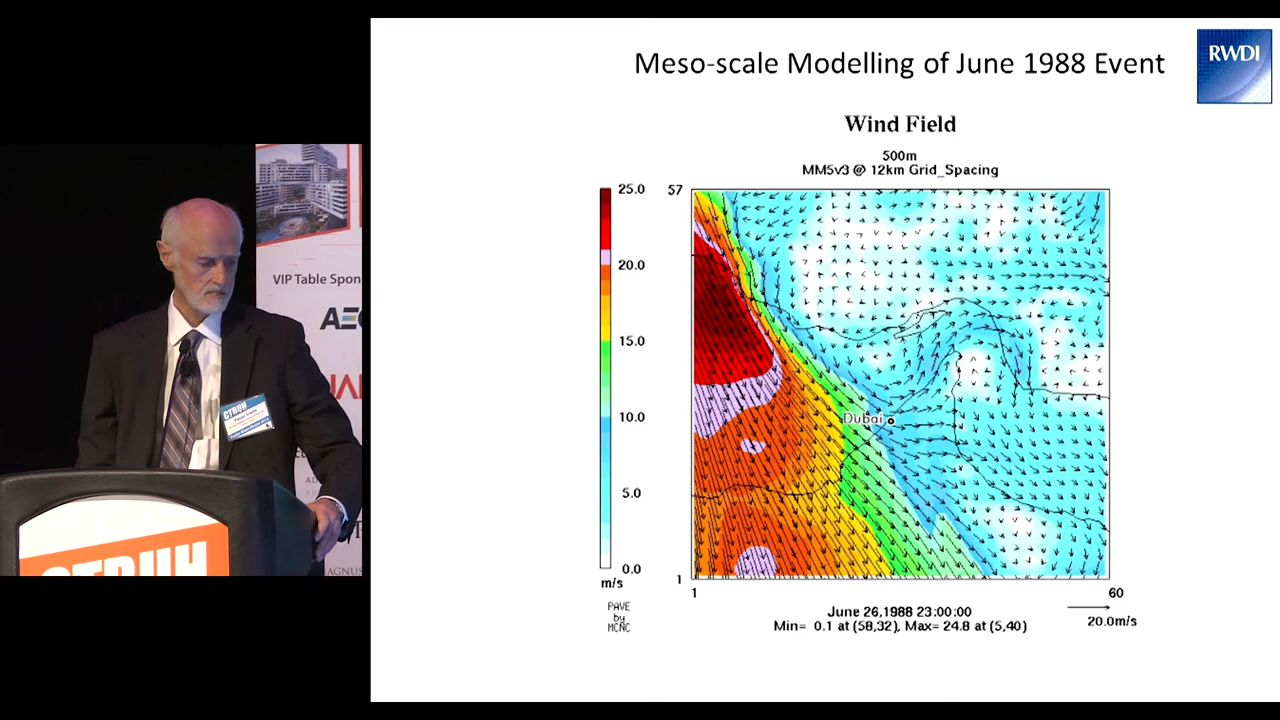 Meso-scale Modelling of June 1988 Event
RWDI
Wind Field
500m
MM5v3 @ 12km Grid_Spacing
57
25.0
20.0
15.0
10.0
5.0
0.0
m/s
Dubai
1
1
60
June 26,1988 23:00:00
Min= 0.1 at (58,32), Max= 24.8 at (5,40)
20.0m/s
PAVE
by
MCNC
VIP Table Spon
CTBUH
Peter Irwin
CTBUH